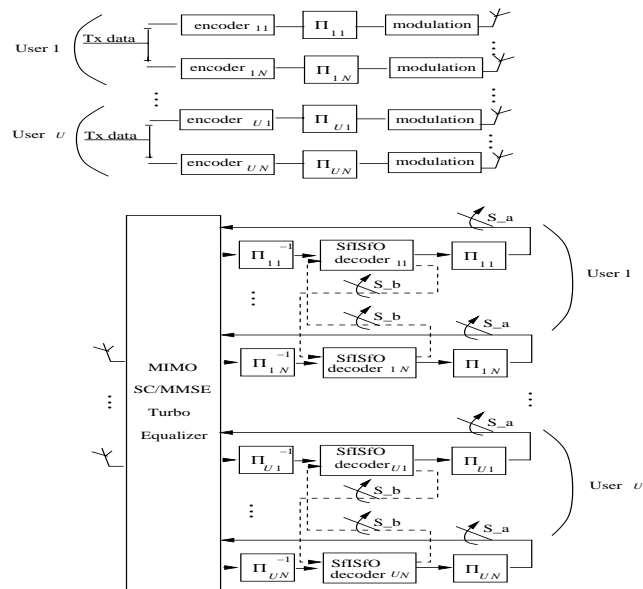 encoder 11 Π 11 modulation
User 1 Tx data
encoder 1N Π 1N modulation
encoder U1 Π U1 modulation
User U Tx data
encoder UN Π UN modulation
S_a
Π 11 −1 SfISfO decoder 11 Π 11
User 1
S_b
S_b
S_a
Π 1N −1 SfISfO decoder 1N Π 1N
MIMO
SC/MMSE
Turbo
Equalizer
S_a
Π U1 −1 SfISfO decoder U1 Π U1
S_b
User U
S_b
S_a
Π UN −1 SfISfO decoder UN Π UN